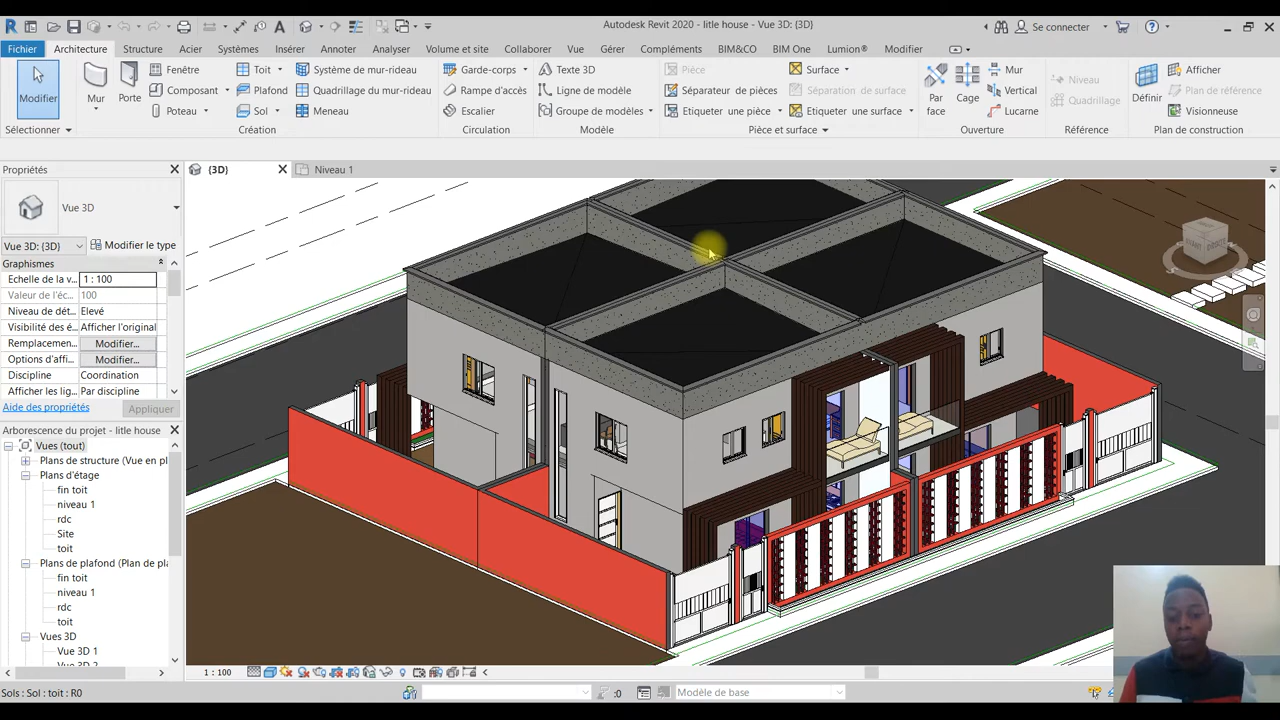 Autodesk Revit 2020 - litle house - Vue 3D: {3D}
Se connecter
Fichier Architecture Structure Acier Systèmes Insérer Annoter Analyser Volume et site Collaborer Vue Gérer Compléments BIM&CO BIM One Lumion® Modifier
Modifier
Mur
Porte
Fenêtre
Composant
Poteau
Toit
Plafond
Sol
Système de mur-rideau
Quadrillage du mur-rideau
Meneau
Garde-corps
Rampe d'accès
Escalier
Texte 3D
Ligne de modèle
Groupe de modèles
Pièce
Séparateur de pièces
Etiqueter une pièce
Surface
Séparation de surface
Etiqueter une surface
Par face
Cage
Mur
Vertical
Lucarne
Niveau
Quadrillage
Définir
Afficher
Plan de référence
Visionneuse
Sélectionner Création Circulation Modèle Pièce et surface Ouverture Référence Plan de construction
Propriétés
{3D}
Niveau 1
Vue 3D
Vue 3D: {3D} Modifier le type
Graphismes
Echelle de la v... 1 : 100
Valeur de l'éc... 100
Niveau de dét... Elevé
Visibilité des é... Afficher l'original
Remplacemen... Modifier...
Options d'affi... Modifier...
Discipline Coordination
Afficher les lig... Par discipline
Aide des propriétés Appliquer
Arborescence du projet - litle house
Vues (tout)
Plans de structure (Vue en pl
Plans d'étage
fin toit
niveau 1
rdc
Site
toit
Plans de plafond (Plan de pla
fin toit
niveau 1
rdc
toit
Vues 3D
Vue 3D 1
Vue 3D 2
1 : 100
Sols : Sol : toit : R0
:0
Modèle de base